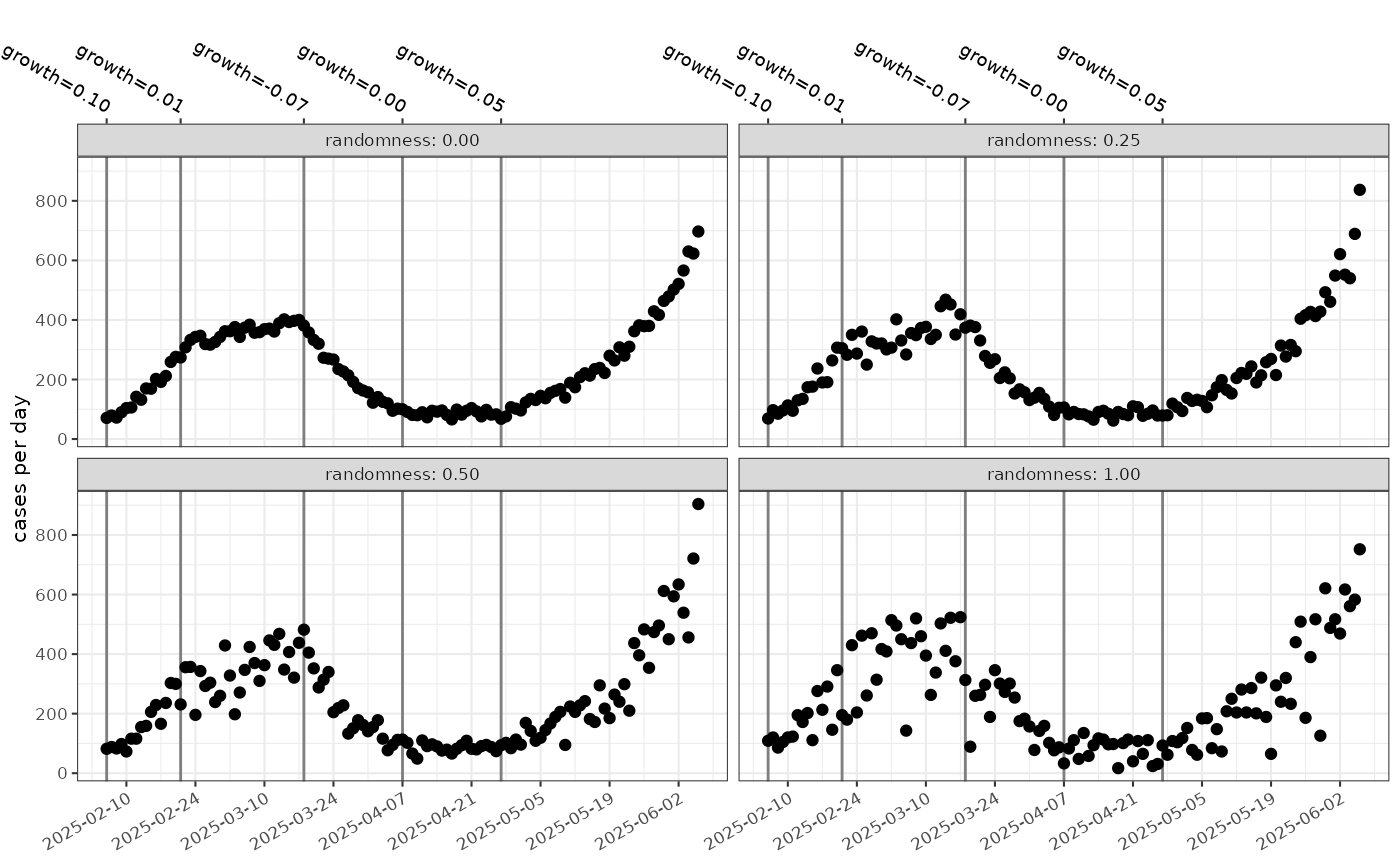 growth=0.10 growth=0.01 growth=-0.07 growth=0.00 growth=0.05 growth=0.10 growth=0.01 growth=-0.07 growth=0.00 growth=0.05
randomness: 0.00 randomness: 0.25
800
600
400
200
0
cases per day
randomness: 0.50 randomness: 1.00
800
600
400
200
0
2025-02-10 2025-02-24 2025-03-10 2025-03-24 2025-04-07 2025-04-21 2025-05-05 2025-05-19 2025-06-02 2025-02-10 2025-02-24 2025-03-10 2025-03-24 2025-04-07 2025-04-21 2025-05-05 2025-05-19 2025-06-02